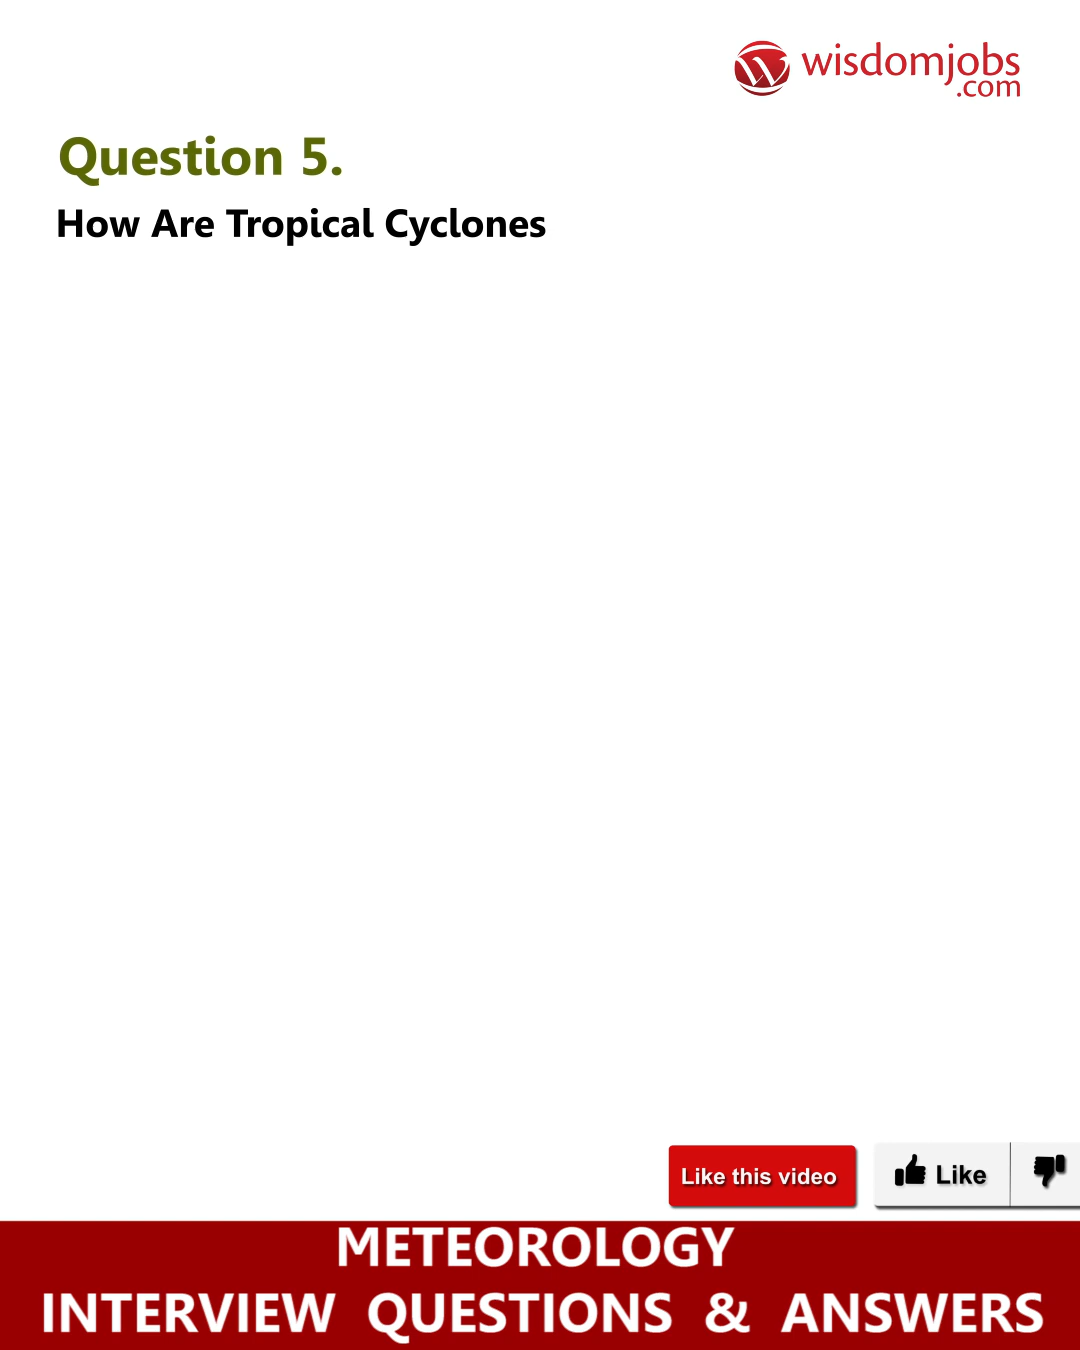 wisdomjobs
.com
Question 5.
How Are Tropical Cyclones
Like this video
Like
METEOROLOGY
INTERVIEW QUESTIONS & ANSWERS